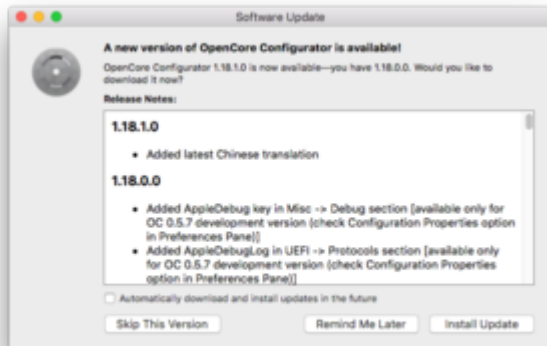 Software Update
A new version of OpenCore Configurator is available!
OpenCore Configurator 1.18.1.0 is now available—you have 1.18.0.0. Would you like to
download it now?
Release Notes:
1.18.1.0
• Added latest Chinese translation
1.18.0.0
• Added AppleDebug key in Misc -> Debug section [available only for
OC 0.5.7 development version (check Configuration Properties option
in Preferences Pane)]
• Added AppleDebugLog in UEFI -> Protocols section [available only
for OC 0.5.7 development version (check Configuration Properties
option in Preferences Pane)]
Automatically download and install updates in the future
Skip This Version
Remind Me Later
Install Update